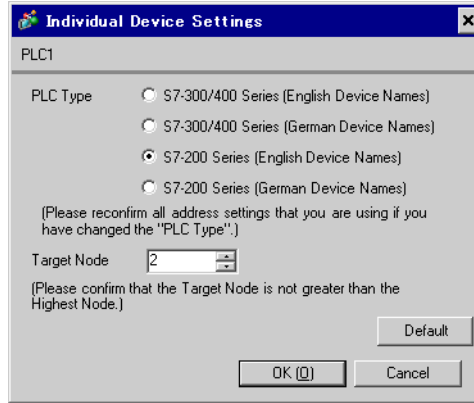 Individual Device Settings
PLC1
PLC Type
S7-300/400 Series (English Device Names)
S7-300/400 Series (German Device Names)
S7-200 Series (English Device Names)
S7-200 Series (German Device Names)
(Please reconfirm all address settings that you are using if you
have changed the "PLC Type".)
Target Node 2
(Please confirm that the Target Node is not greater than the
Highest Node.)
Default
OK (O) Cancel